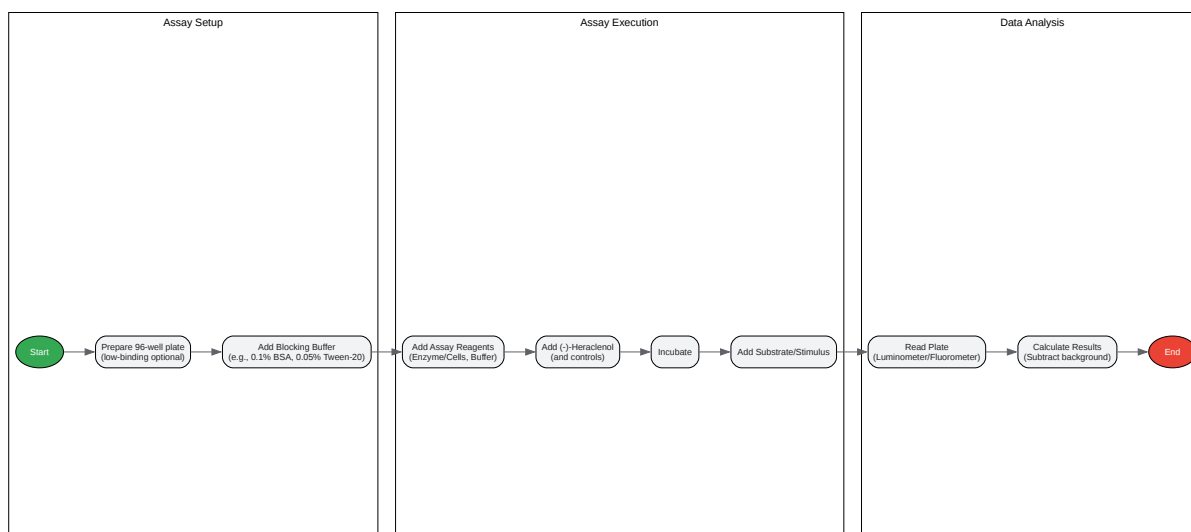 Assay Setup
Assay Execution
Data Analysis
Start
Prepare 96-well plate
(low-binding optional)
Add Blocking Buffer
(e.g., 0.1% BSA, 0.05% Tween-20)
Add Assay Reagents
(Enzyme/Cells, Buffer)
Add (-)-Heraclenol
(and controls)
Incubate
Add Substrate/Stimulus
Read Plate
(Luminometer/Fluorometer)
Calculate Results
(Subtract background)
End